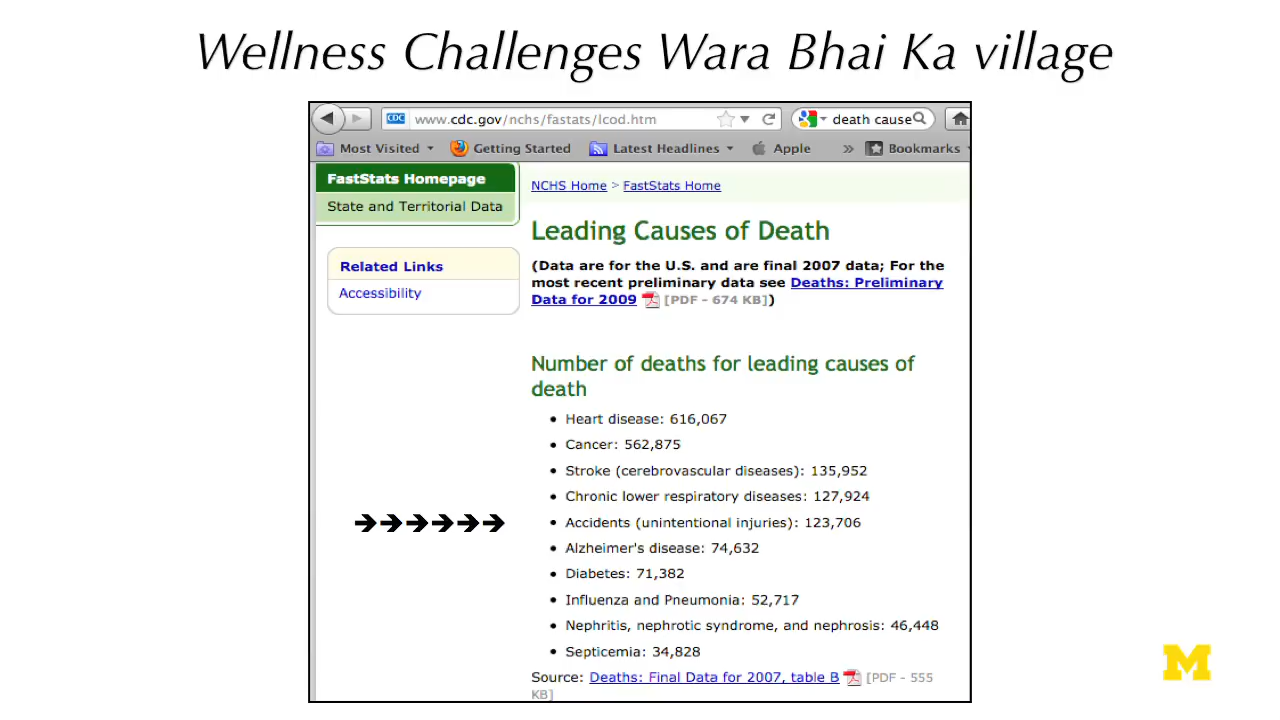 Wellness Challenges Wara Bhai Ka village
CDC www.cdc.gov/nchs/fastats/lcod.htm death cause
Most Visited Getting Started Latest Headlines Apple » Bookmarks
FastStats Homepage
State and Territorial Data
Related Links
Accessibility
NCHS Home > FastStats Home
Leading Causes of Death
(Data are for the U.S. and are final 2007 data; For the
most recent preliminary data see Deaths: Preliminary
Data for 2009 [PDF - 674 KB])
Number of deaths for leading causes of
death
• Heart disease: 616,067
• Cancer: 562,875
• Stroke (cerebrovascular diseases): 135,952
• Chronic lower respiratory diseases: 127,924
➔➔➔➔➔➔ • Accidents (unintentional injuries): 123,706
• Alzheimer's disease: 74,632
• Diabetes: 71,382
• Influenza and Pneumonia: 52,717
• Nephritis, nephrotic syndrome, and nephrosis: 46,448
• Septicemia: 34,828
Source: Deaths: Final Data for 2007, table B [PDF - 555
KB]
M